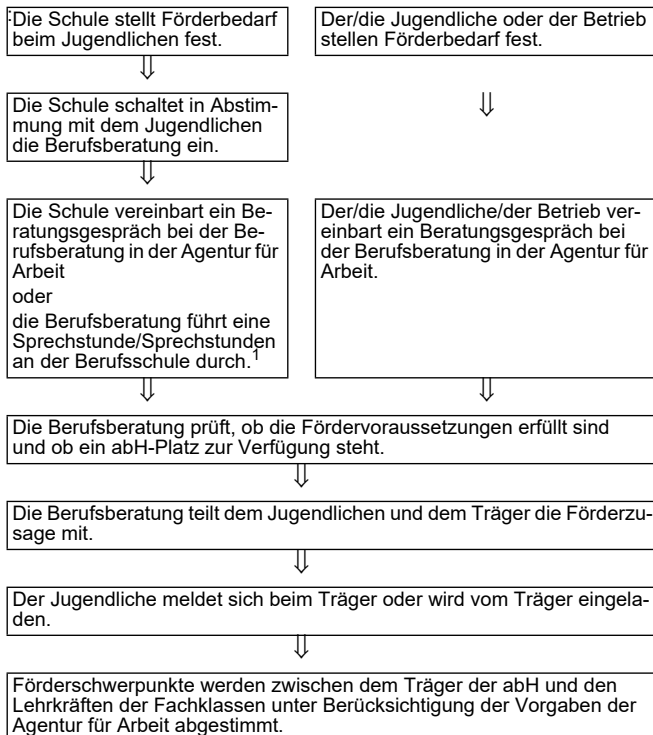 Die Schule stellt Förderbedarf
beim Jugendlichen fest.
Der/die Jugendliche oder der Betrieb
stellen Förderbedarf fest.
Die Schule schaltet in Abstim-
mung mit dem Jugendlichen
die Berufsberatung ein.
Die Schule vereinbart ein Be-
ratungsgespräch bei der Be-
rufsberatung in der Agentur für
Arbeit
oder
die Berufsberatung führt eine
Sprechstunde/Sprechstunden
an der Berufsschule durch.1
Der/die Jugendliche/der Betrieb ver-
einbart ein Beratungsgespräch bei
der Berufsberatung in der Agentur für
Arbeit.
Die Berufsberatung prüft, ob die Fördervoraussetzungen erfüllt sind
und ob ein abH-Platz zur Verfügung steht.
Die Berufsberatung teilt dem Jugendlichen und dem Träger die Förderzu-
sage mit.
Der Jugendliche meldet sich beim Träger oder wird vom Träger eingela-
den.
Förderschwerpunkte werden zwischen dem Träger der abH und den
Lehrkräften der Fachklassen unter Berücksichtigung der Vorgaben der
Agentur für Arbeit abgestimmt.